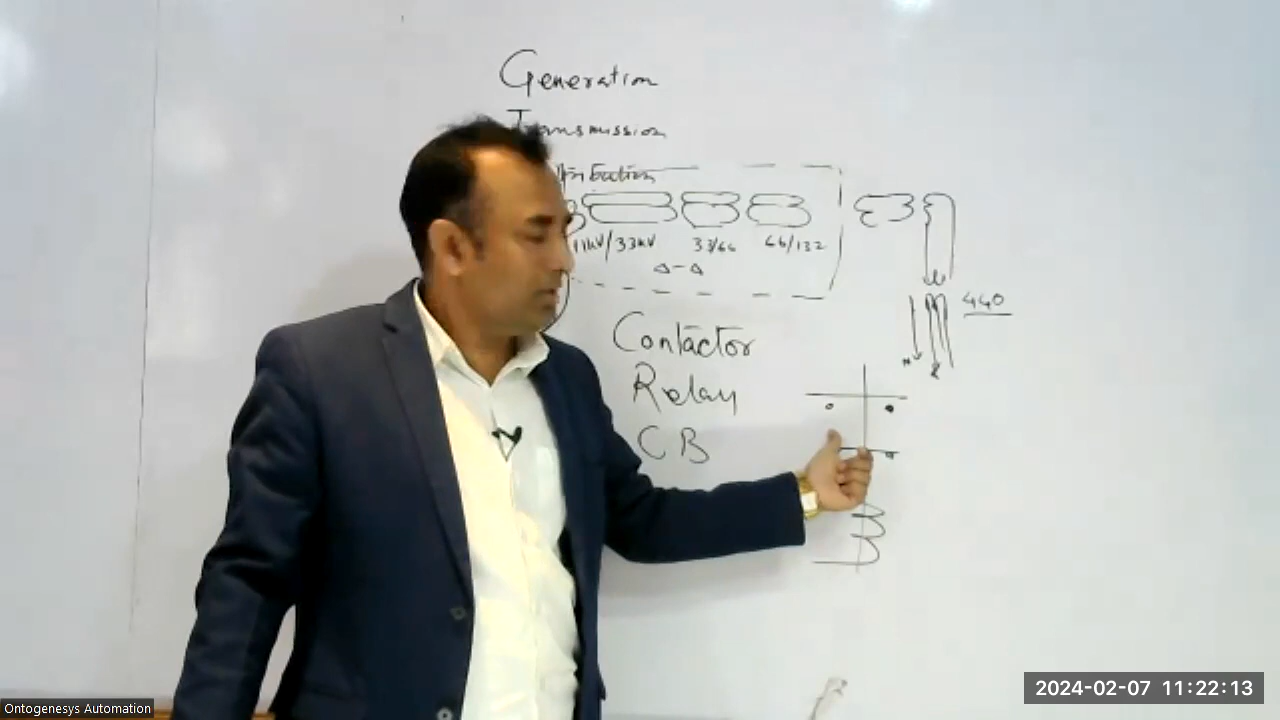 Generation
Transmission
tribution
11kV/33kV 33/66 66/132
Δ-Δ
440
N R
Contactor
Relay
CB
Ontogenesys Automation
2024-02-07 11:22:13